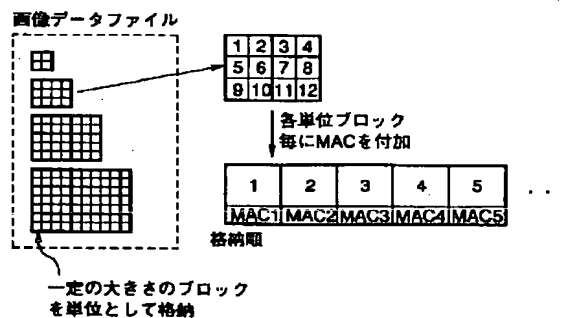 画像データファイル
1 2 3 4
5 6 7 8
9 10 11 12
各単位ブロック
毎にMACを付加
1 2 3 4 5 ・・
MAC1 MAC2 MAC3 MAC4 MAC5
格納順
一定の大きさのブロック
を単位として格納